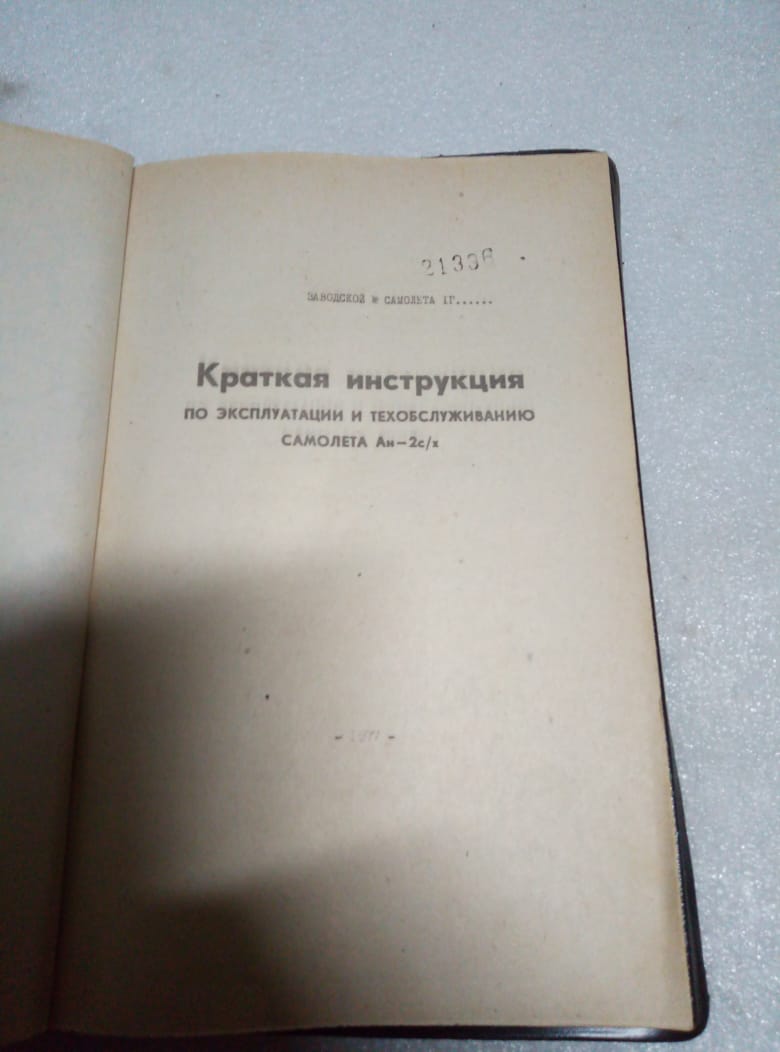 21336
ЗАВОДСКОЙ № САМОЛЕТА 1Г......
Краткая инструкция
ПО ЭКСПЛУАТАЦИИ И ТЕХОБСЛУЖИВАНИЮ
САМОЛЕТА Ан—2с/х